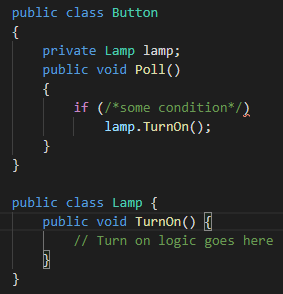 public class Button
{
    private Lamp lamp;
    public void Poll()
    {
        if (/*some condition*/)
            lamp.TurnOn();
    }
}

public class Lamp {
    public void TurnOn() {
        // Turn on logic goes here
    }
}